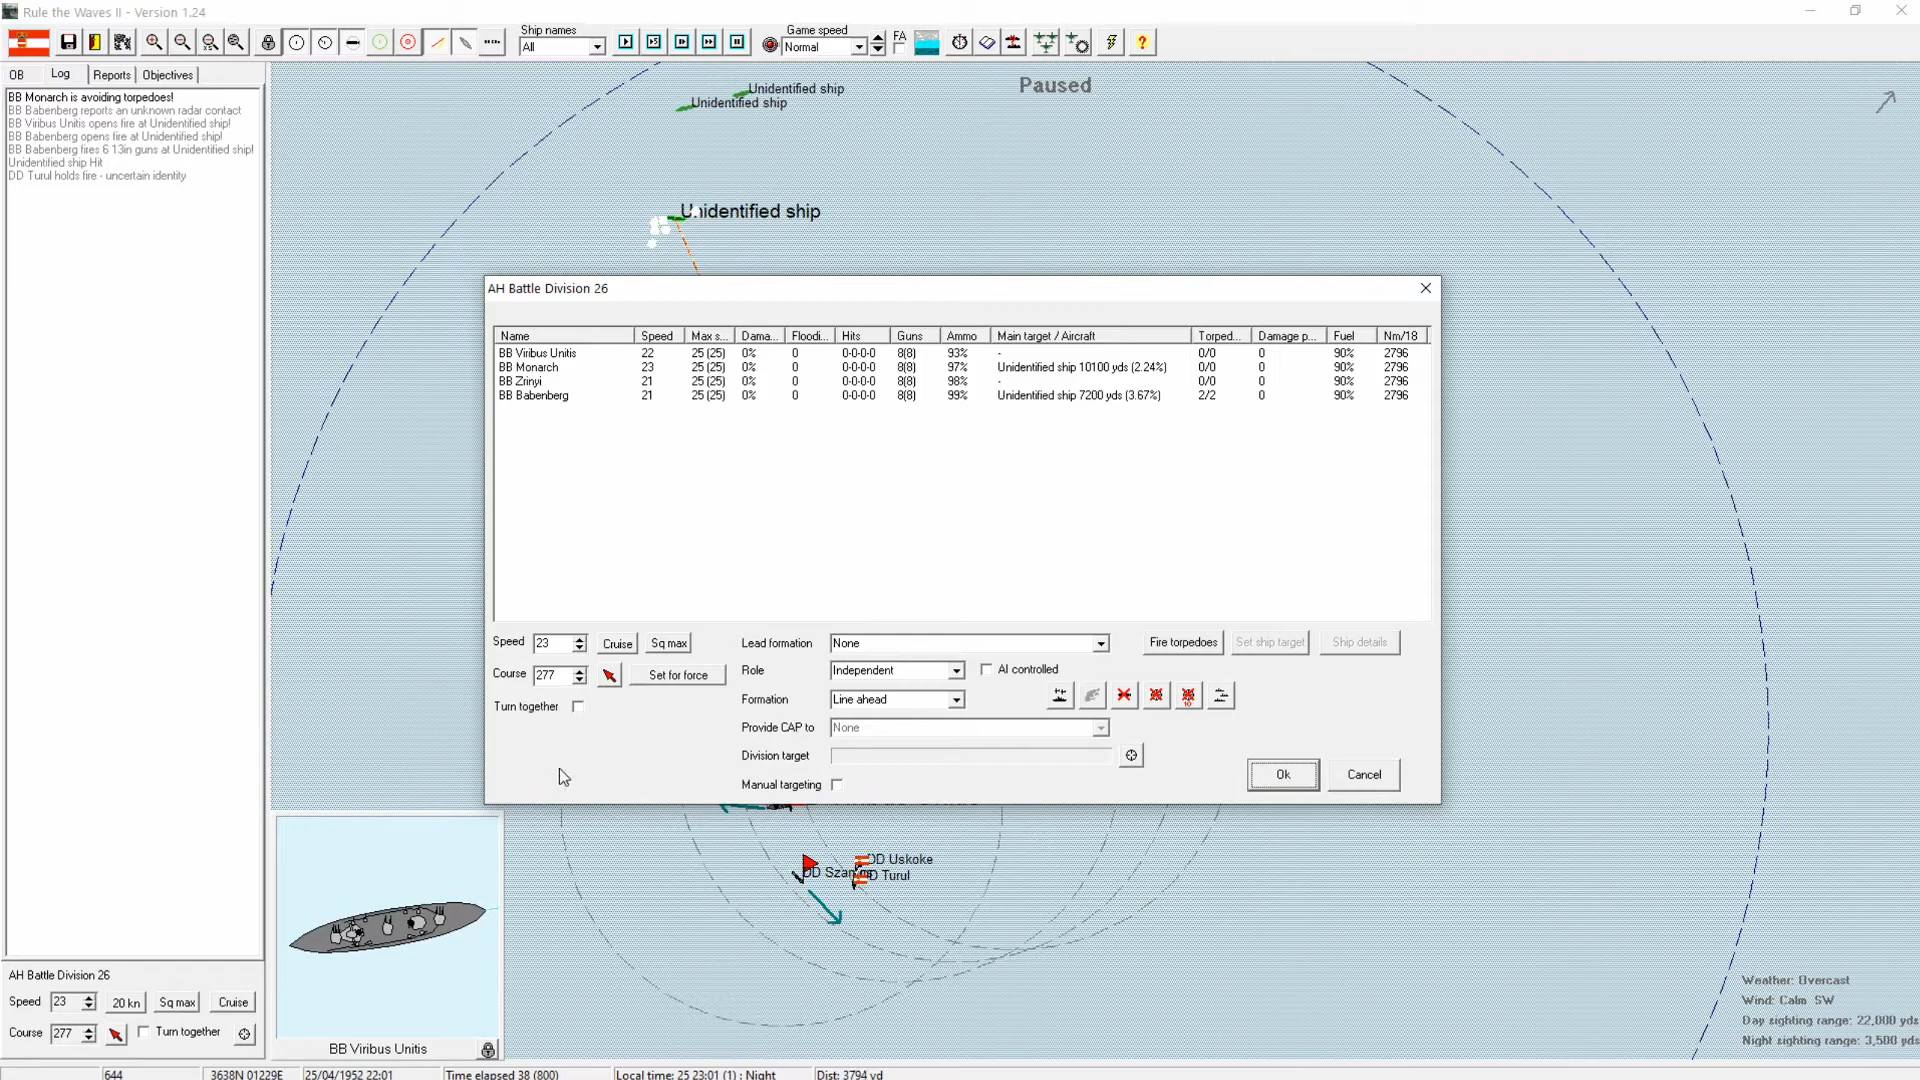 Rule the Waves II - Version 1.24
Ship names
All
Game speed
Normal
FA
OB Log Reports Objectives
BB Monarch is avoiding torpedoes!
BB Babenberg reports an unknown radar contact
BB Viribus Unitis opens fire at Unidentified ship!
BB Babenberg opens fire at Unidentified ship!
BB Babenberg fires 6 13in guns at Unidentified ship!
Unidentified ship Hit
DD Turul holds fire - uncertain identity
Unidentified ship
Unidentified ship
Paused
Unidentified ship
AH Battle Division 26
Name Speed Max s... Dama... Floodi... Hits Guns Ammo Main target / Aircraft Torped... Damage p... Fuel Nm/18
BB Viribus Unitis 22 25 (25) 0% 0 0-0-0-0 8(8) 93% - 0/0 0 90% 2796
BB Monarch 23 25 (25) 0% 0 0-0-0-0 8(8) 97% Unidentified ship 10100 yds (2.24%) 0/0 0 90% 2796
BB Zrinyi 21 25 (25) 0% 0 0-0-0-0 8(8) 98% - 0/0 0 90% 2796
BB Babenberg 21 25 (25) 0% 0 0-0-0-0 8(8) 99% Unidentified ship 7200 yds (3.67%) 2/2 0 90% 2796
Speed 23 Cruise Sq max Lead formation None Fire torpedoes Set ship target Ship details
Course 277 Set for force Role Independent AI controlled
Turn together Formation Line ahead
Provide CAP to None
Division target
Manual targeting
Ok Cancel
DD Uskoke
DD Turul
AH Battle Division 26
Speed 23 20 kn Sq max Cruise
Course 277 Turn together
BB Viribus Unitis
Weather: Overcast
Wind: Calm SW
Day sighting range: 22,000 yds
Night sighting range: 3,500 yds
644 3638N 01229E 25/04/1952 22:01 Time elapsed 38 (800) Local time: 25 23:01 (1) : Night Dist: 3794 yd